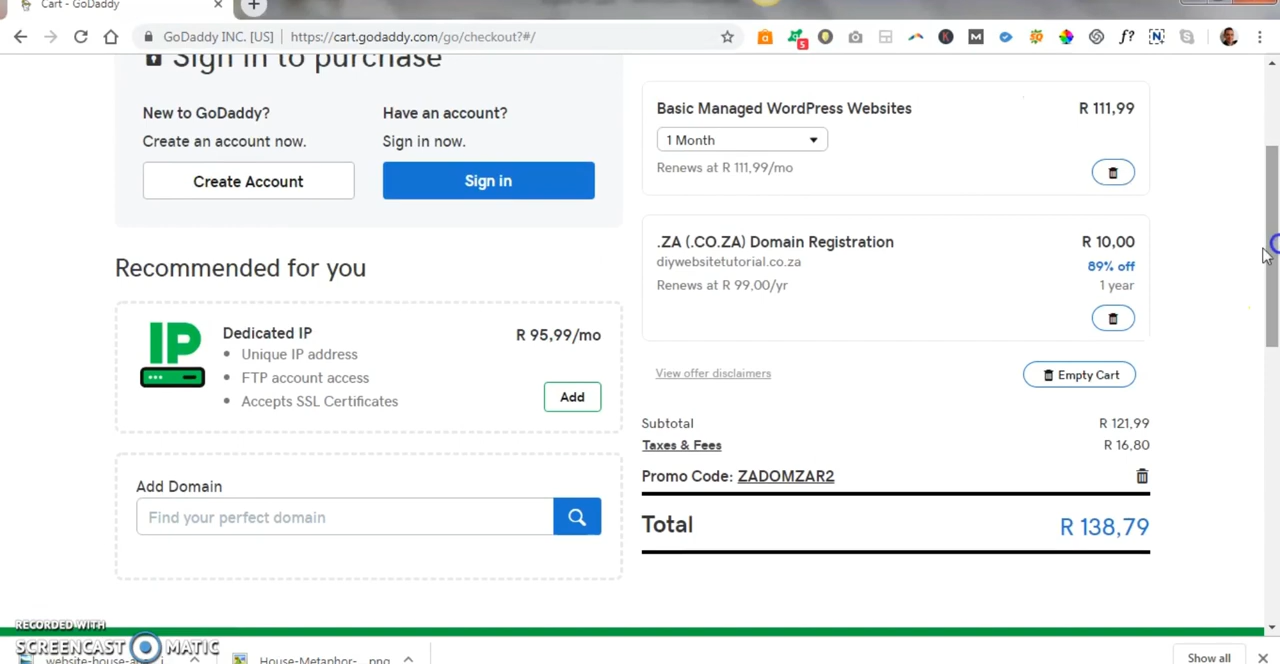 Cart - GoDaddy
GoDaddy INC. [US] https://cart.godaddy.com/go/checkout?#/
5
K
M
f?
N
Sign in to purchase
New to GoDaddy?
Create an account now.
Create Account
Have an account?
Sign in now.
Sign in
Recommended for you
IP
Dedicated IP
R 95,99/mo
Unique IP address
FTP account access
Accepts SSL Certificates
Add
Add Domain
Find your perfect domain
Basic Managed WordPress Websites
R 111,99
1 Month
Renews at R 111,99/mo
.ZA (.CO.ZA) Domain Registration
R 10,00
diywebsitetutorial.co.za
89% off
Renews at R 99,00/yr
1 year
View offer disclaimers
Empty Cart
Subtotal
R 121,99
Taxes & Fees
R 16,80
Promo Code: ZADOMZAR2
Total
R 138,79
RECORDED WITH
SCREENCAST MATIC
House-Metaphor-...png
Show all